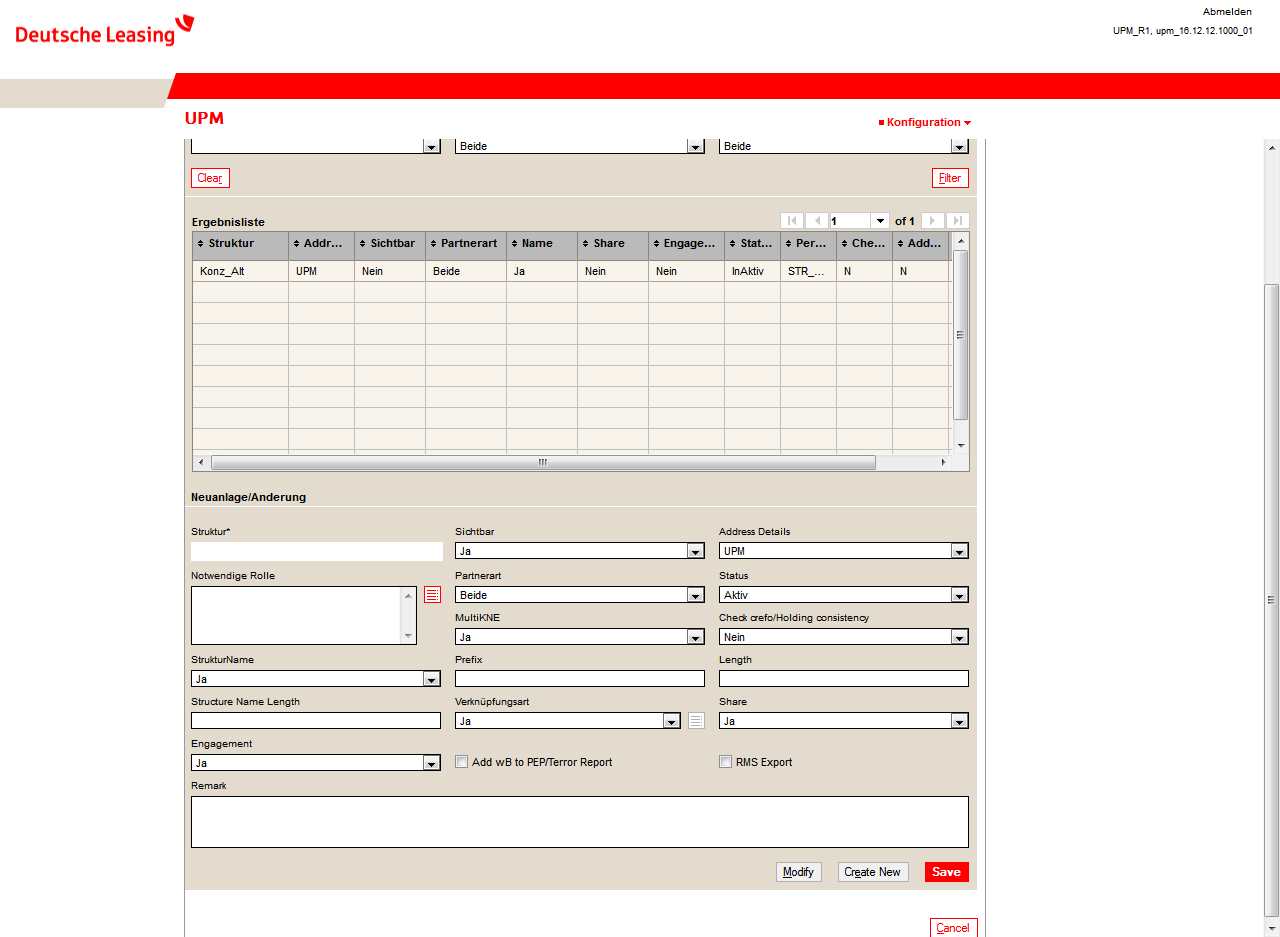 Deutsche Leasing
Abmelden
UPM_R1, upm_16.12.12.1000_01
UPM
Konfiguration
Beide Beide
Clear Filter
Ergebnisliste 1 of 1
Struktur Addr... Sichtbar Partnerart Name Share Engage... Stat... Per... Che... Add...
Konz_Alt UPM Nein Beide Ja Nein Nein InAktiv STR_... N N
Neuanlage/Anderung
Struktur* Sichtbar Address Details
Ja UPM
Notwendige Rolle Partnerart Status
Beide Aktiv
MultiKNE Check crefo/Holding consistency
Ja Nein
StrukturName Prefix Length
Ja
Structure Name Length Verknüpfungsart Share
Ja Ja
Engagement
Ja Add wB to PEP/Terror Report RMS Export
Remark
Modify Create New Save
Cancel